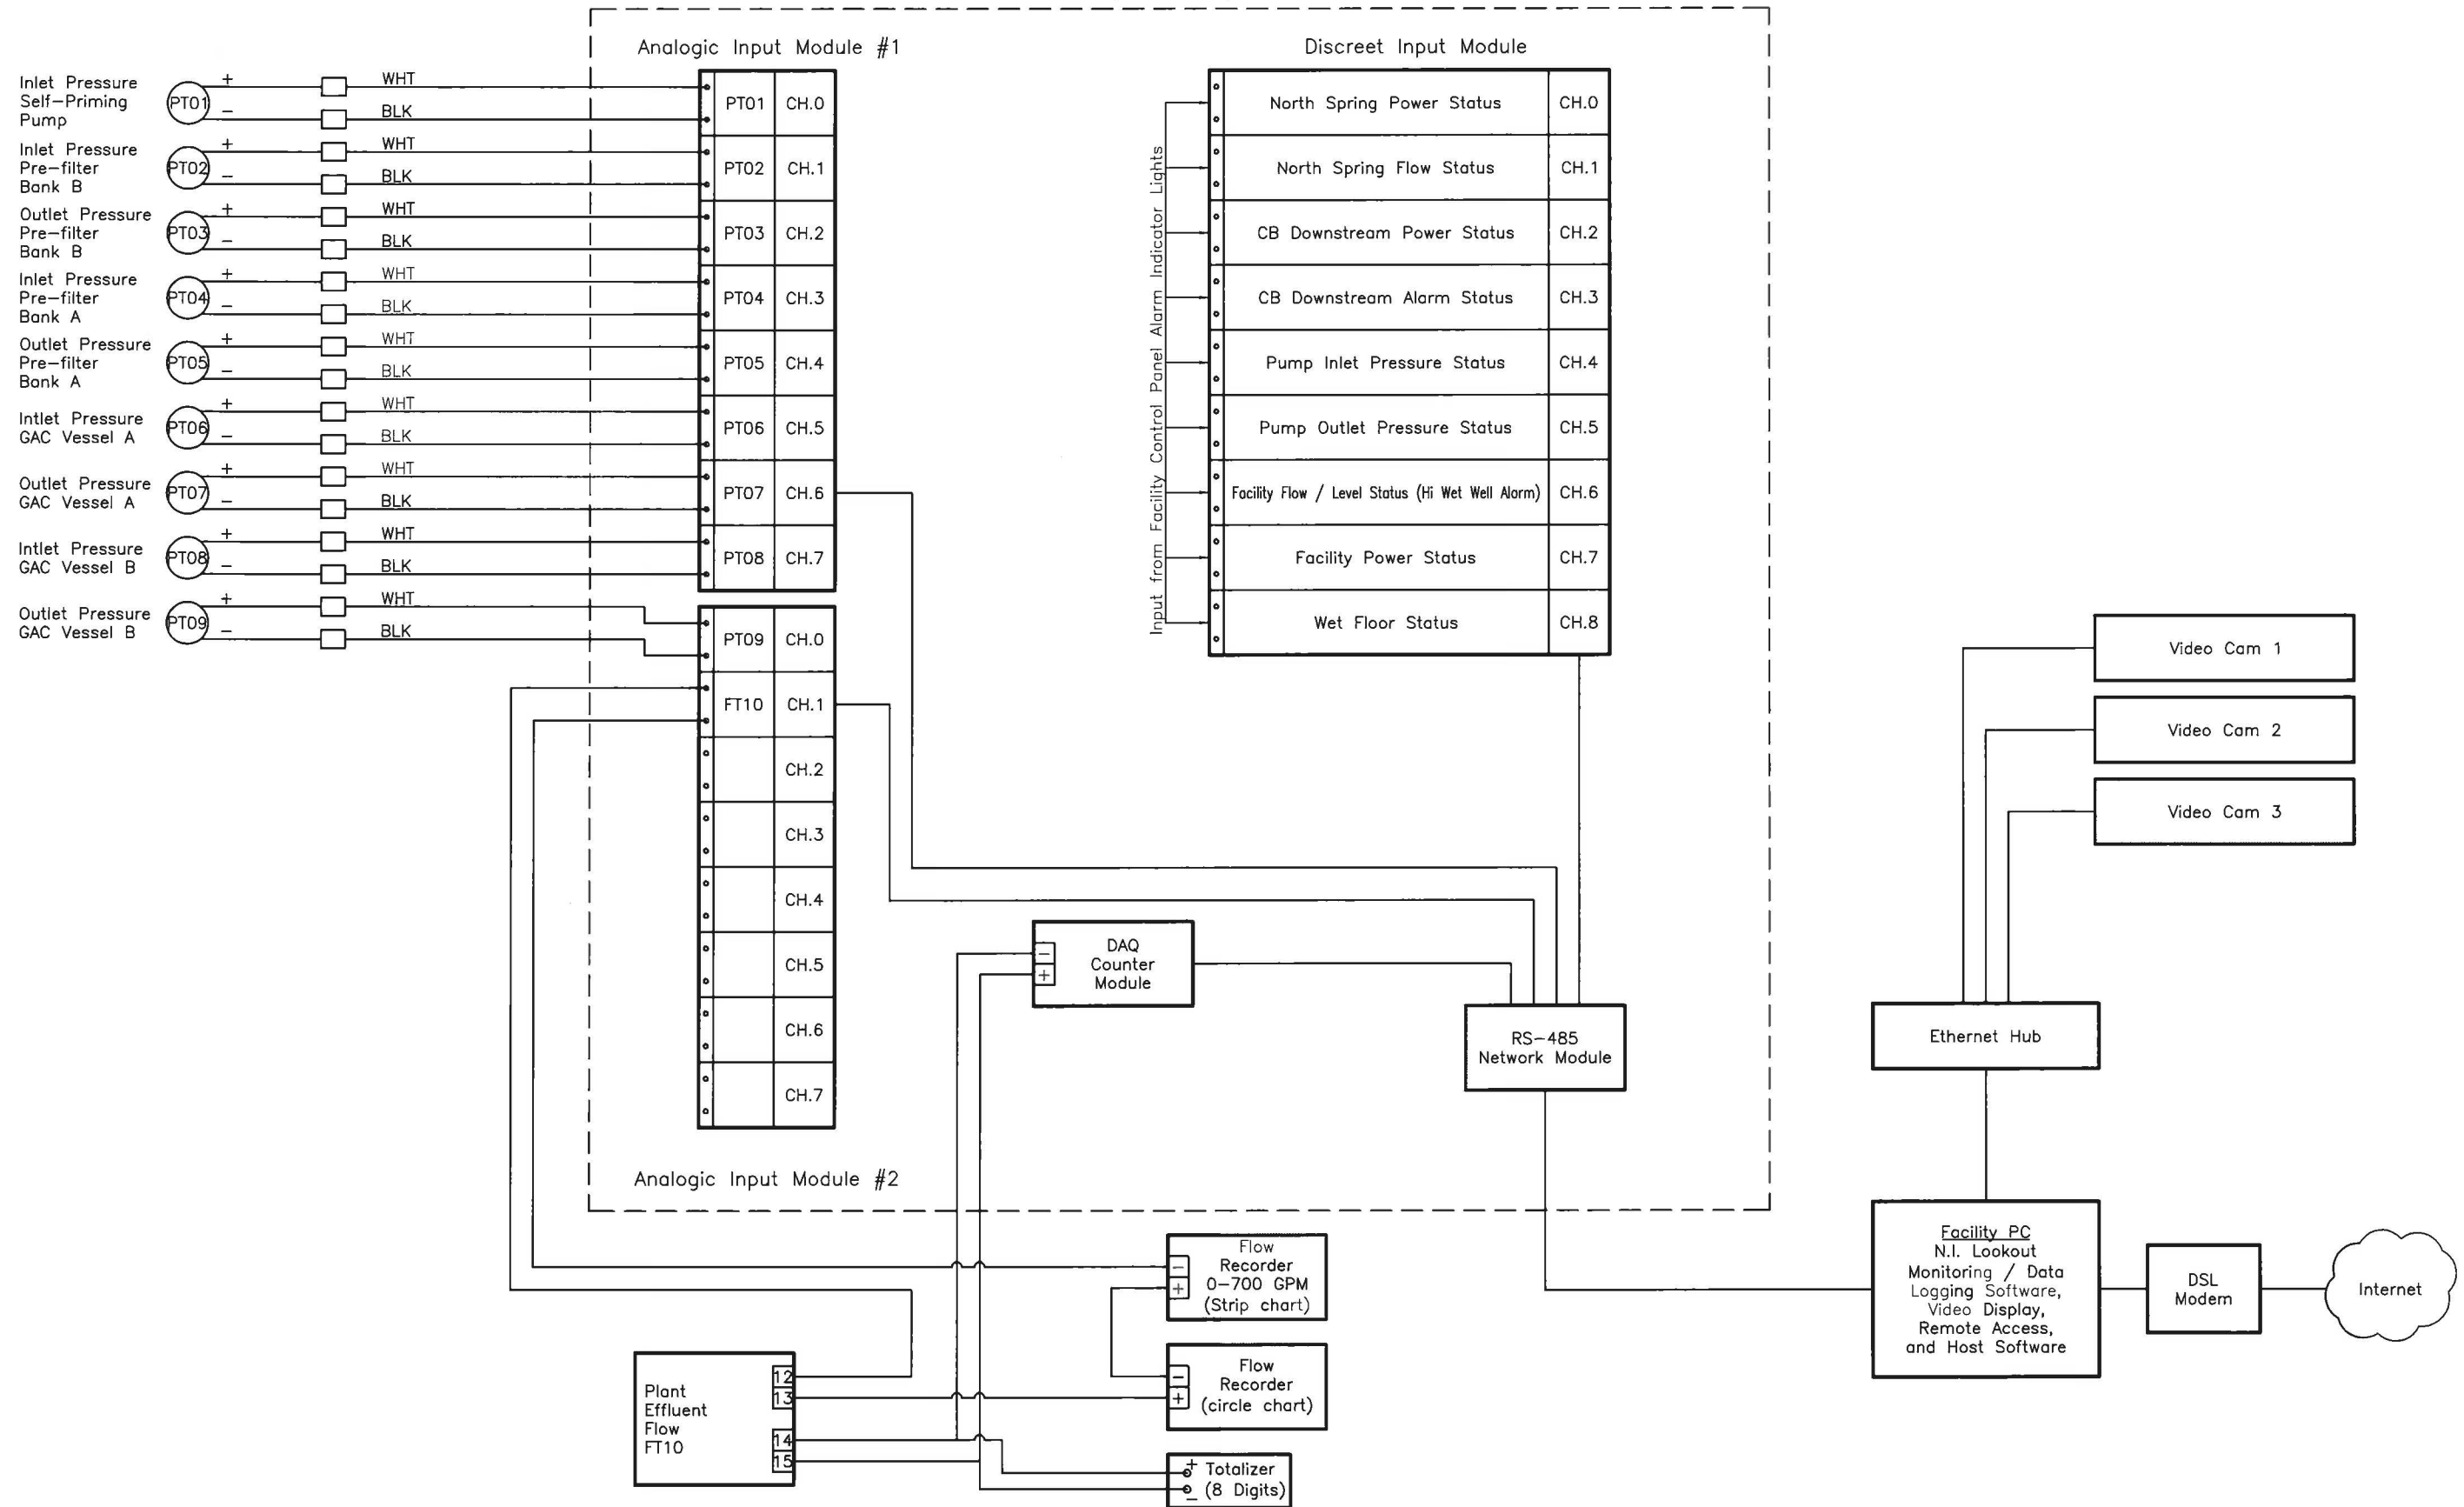 Analogic Input Module #1
Discreet Input Module
Inlet Pressure
Self-Priming
Pump
PT01
+
-
WHT
BLK
PT01 CH.0
Inlet Pressure
Pre-filter
Bank B
PT02
+
-
WHT
BLK
PT02 CH.1
Outlet Pressure
Pre-filter
Bank B
PT03
+
-
WHT
BLK
PT03 CH.2
Inlet Pressure
Pre-filter
Bank A
PT04
+
-
WHT
BLK
PT04 CH.3
Outlet Pressure
Pre-filter
Bank A
PT05
+
-
WHT
BLK
PT05 CH.4
Intlet Pressure
GAC Vessel A
PT06
+
-
WHT
BLK
PT06 CH.5
Outlet Pressure
GAC Vessel A
PT07
+
-
WHT
BLK
PT07 CH.6
Intlet Pressure
GAC Vessel B
PT08
+
-
WHT
BLK
PT08 CH.7
Outlet Pressure
GAC Vessel B
PT09
+
-
WHT
BLK
PT09 CH.0
FT10 CH.1
CH.2
CH.3
CH.4
CH.5
CH.6
CH.7
Analogic Input Module #2
Input from Facility Control Panel Alarm Indicator Lights
North Spring Power Status CH.0
North Spring Flow Status CH.1
CB Downstream Power Status CH.2
CB Downstream Alarm Status CH.3
Pump Inlet Pressure Status CH.4
Pump Outlet Pressure Status CH.5
Facility Flow / Level Status (Hi Wet Well Alarm) CH.6
Facility Power Status CH.7
Wet Floor Status CH.8
Video Cam 1
Video Cam 2
Video Cam 3
-
+
DAQ
Counter
Module
RS-485
Network Module
Ethernet Hub
Flow
Recorder
0-700 GPM
(Strip chart)
-
+
Flow
Recorder
(circle chart)
-
+
Plant
Effluent
Flow
FT10
12
13
14
15
+ Totalizer
- (8 Digits)
Facility PC
N.I. Lookout
Monitoring / Data
Logging Software,
Video Display,
Remote Access,
and Host Software
DSL
Modem
Internet